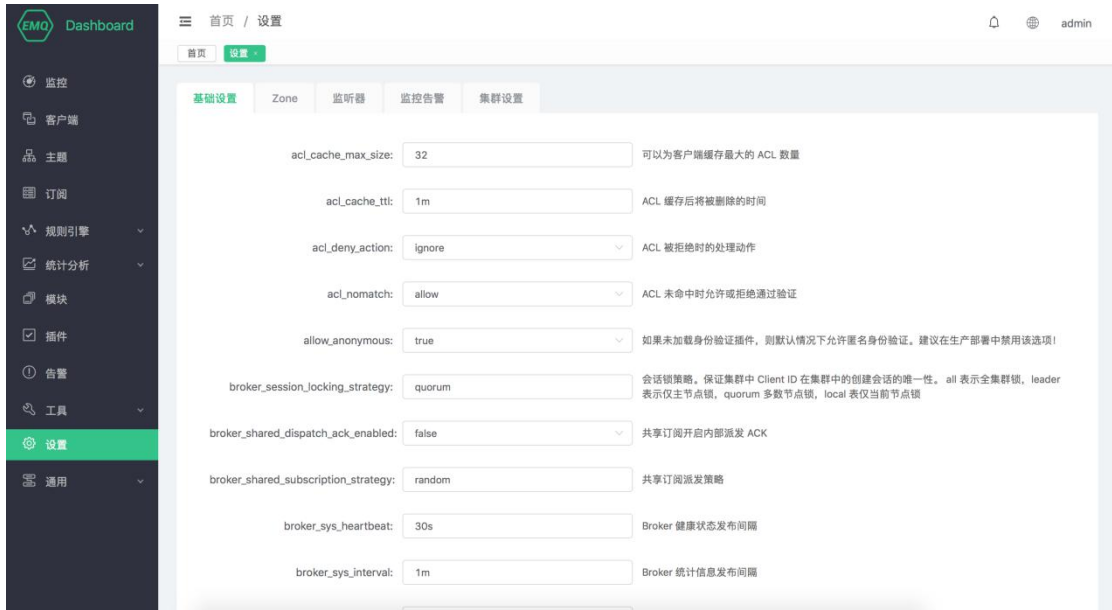 EMQ Dashboard
首页 / 设置
admin
首页
设置 ×
监控
客户端
主题
订阅
规则引擎
统计分析
模块
插件
告警
工具
设置
通用
基础设置
Zone
监听器
监控告警
集群设置
acl_cache_max_size: 32 可以为客户端缓存最大的 ACL 数量
acl_cache_ttl: 1m ACL 缓存后将被删除的时间
acl_deny_action: ignore ACL 被拒绝时的处理动作
acl_nomatch: allow ACL 未命中时允许或拒绝通过验证
allow_anonymous: true 如果未加载身份验证插件，则默认情况下允许匿名身份验证。建议在生产部署中禁用该选项！
broker_session_locking_strategy: quorum 会话锁策略。保证集群中 Client ID 在集群中的创建会话的唯一性。 all 表示全集群锁，leader
表示仅主节点锁，quorum 多数节点锁，local 表仅当前节点锁
broker_shared_dispatch_ack_enabled: false 共享订阅开启内部派发 ACK
broker_shared_subscription_strategy: random 共享订阅派发策略
broker_sys_heartbeat: 30s Broker 健康状态发布间隔
broker_sys_interval: 1m Broker 统计信息发布间隔